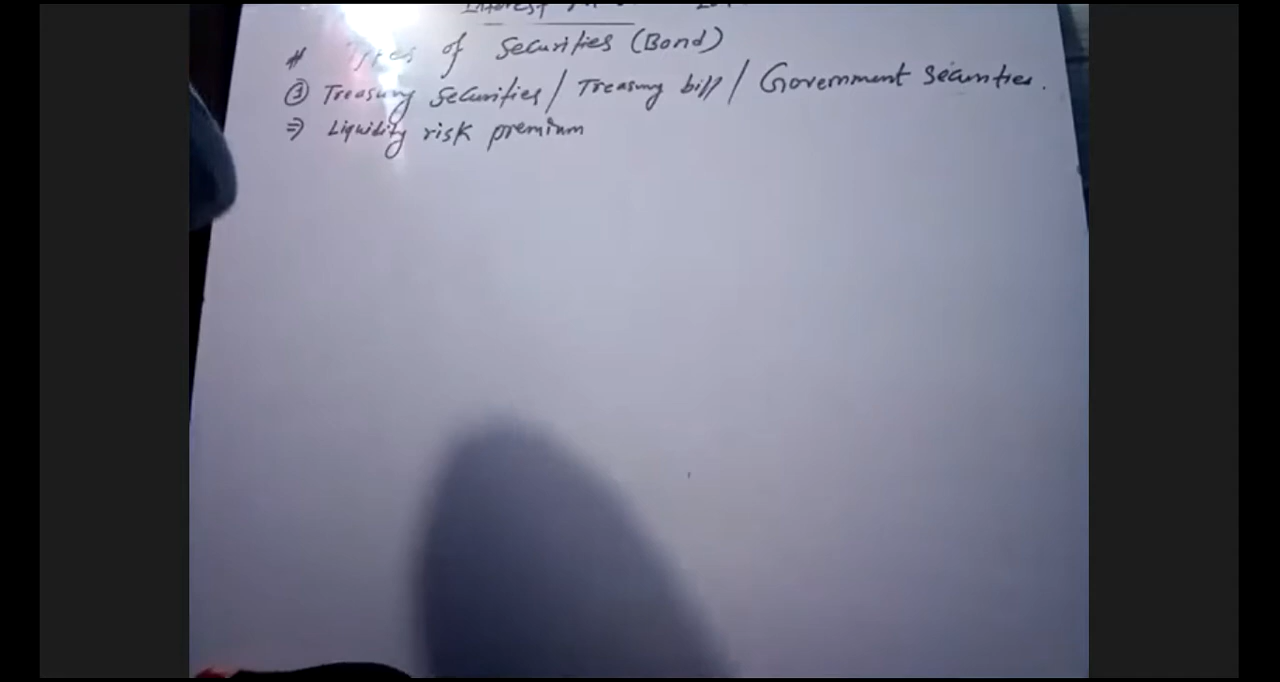 Interest
# Types of Securities (Bond)
③ Treasury Securities / Treasury bill / Government Securities.
⇒ Liquidity risk premium